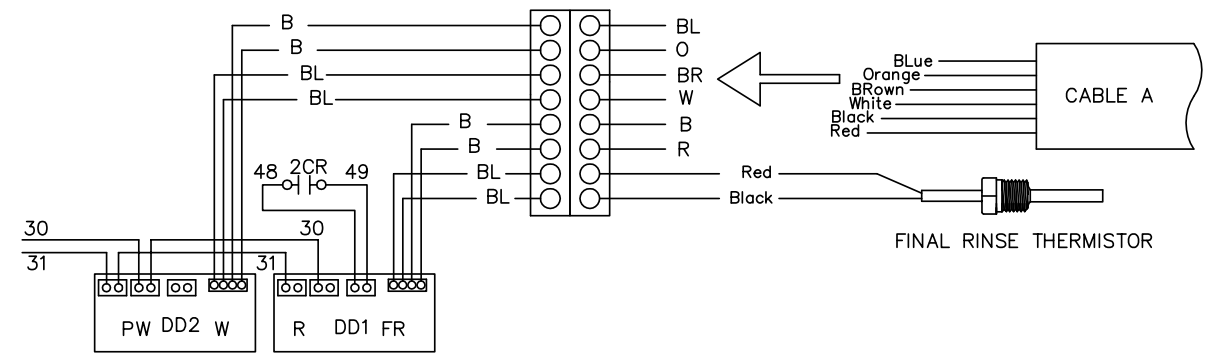 B BL
B O BLue
BL BR Orange
BL W BRown
White
CABLE A
B B Black
B R Red
48 2CR 49 BL Red
BL Black
30 30 FINAL RINSE THERMISTOR
31 31
PW DD2 W R DD1 FR